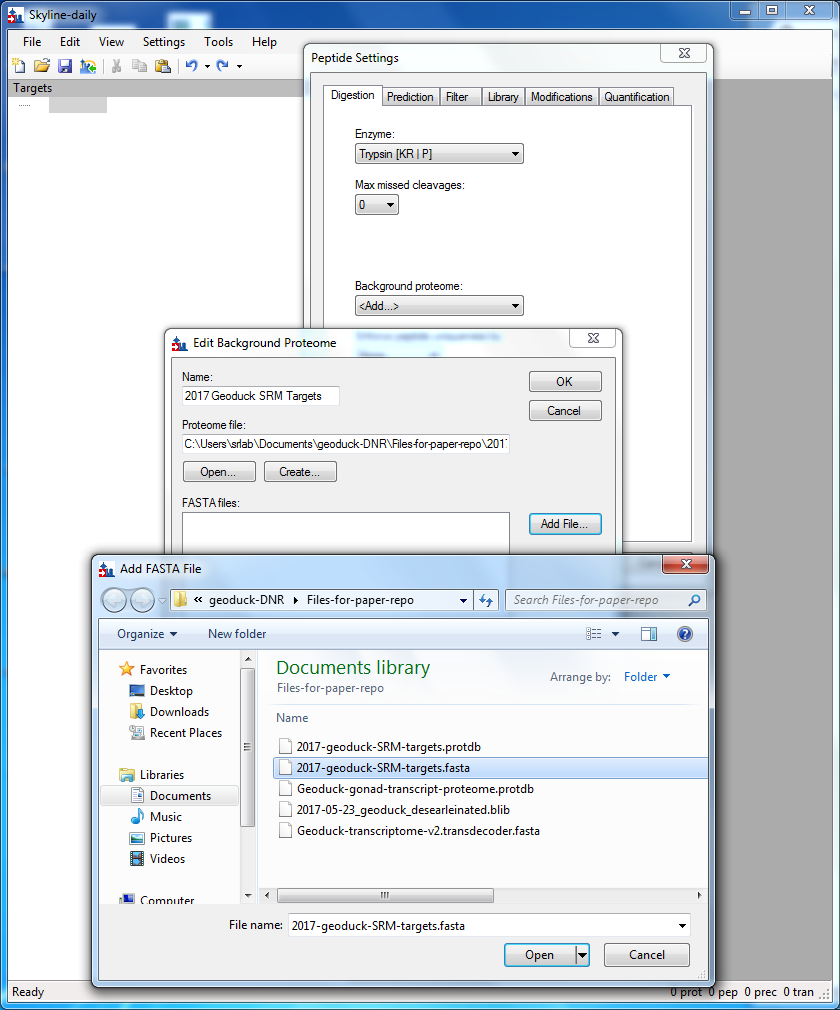 Skyline-daily
File Edit View Settings Tools Help
Targets
Peptide Settings
Digestion Prediction Filter Library Modifications Quantification
Enzyme:
Trypsin [KR | P]
Max missed cleavages:
0
Background proteome:
<Add...>
Edit Background Proteome
Name:
2017 Geoduck SRM Targets
OK
Cancel
Proteome file:
C:\Users\srlab\Documents\geoduck-DNR\Files-for-paper-repo\2017
Open... Create...
FASTA files:
Add File...
Add FASTA File
« geoduck-DNR Files-for-paper-repo
Search Files-for-paper-repo
Organize New folder
Favorites
Desktop
Downloads
Recent Places
Libraries
Documents
Music
Pictures
Videos
Computer
Documents library
Files-for-paper-repo
Arrange by: Folder
Name
2017-geoduck-SRM-targets.protdb
2017-geoduck-SRM-targets.fasta
Geoduck-gonad-transcript-proteome.protdb
2017-05-23_geoduck_desearleinated.blib
Geoduck-transcriptome-v2.transdecoder.fasta
File name: 2017-geoduck-SRM-targets.fasta
Open Cancel
Ready
0 prot 0 pep 0 prec 0 tran